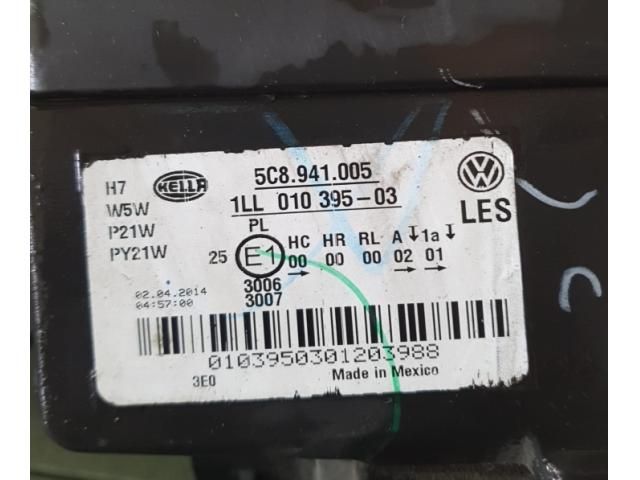 H7
W5W
P21W
PY21W
HELLA
5C8.941.005
1LL 010 395-03
PL
VW
LES
25 E1 HC HR RL A 1a
00 00 00 02 01
3006
3007
02.04.2014
04:57:00
0103950301203988
3E0
Made in Mexico